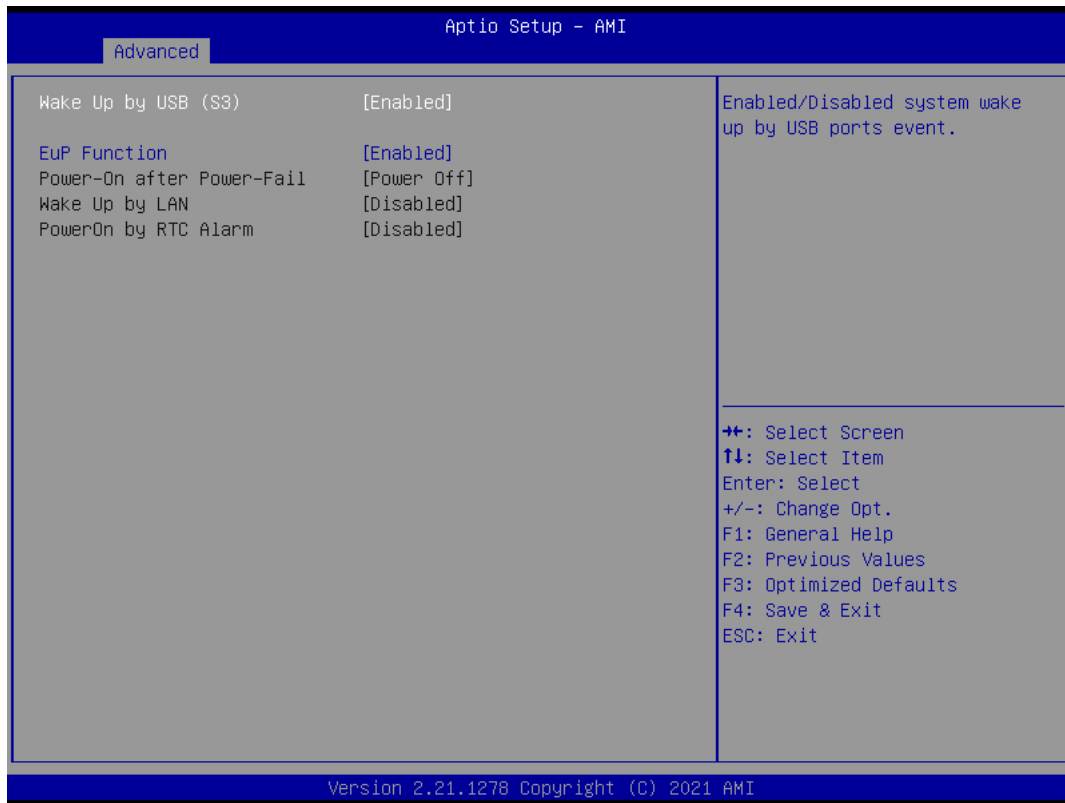 Aptio Setup – AMI
Advanced
Wake Up by USB (S3) [Enabled]
EuP Function [Enabled]
Power-On after Power-Fail [Power Off]
Wake Up by LAN [Disabled]
PowerOn by RTC Alarm [Disabled]
Enabled/Disabled system wake
up by USB ports event.
→←: Select Screen
↑↓: Select Item
Enter: Select
+/-: Change Opt.
F1: General Help
F2: Previous Values
F3: Optimized Defaults
F4: Save & Exit
ESC: Exit
Version 2.21.1278 Copyright (C) 2021 AMI